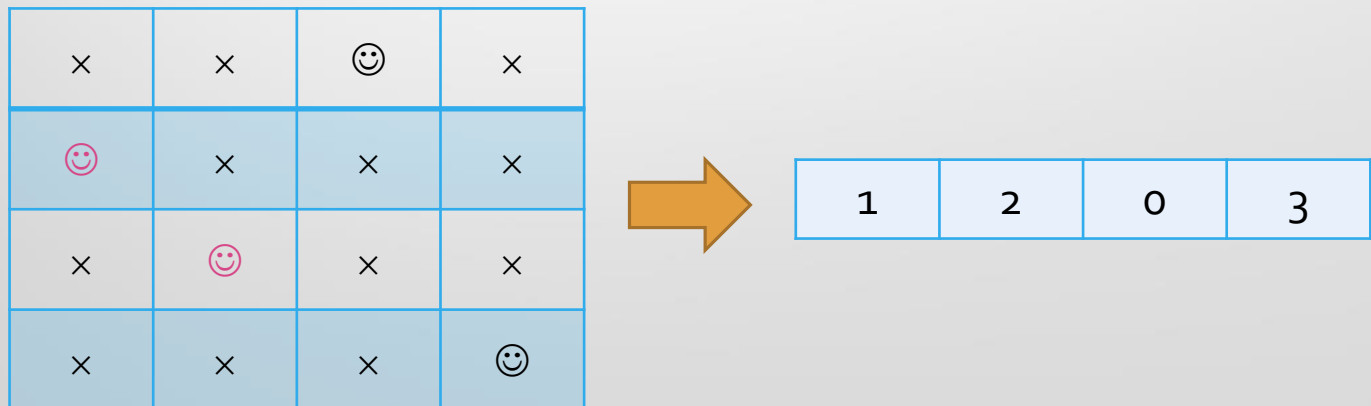 × × ☺ ×
☺ × × ×
1 2 0 3
× ☺ × ×
× × × ☺